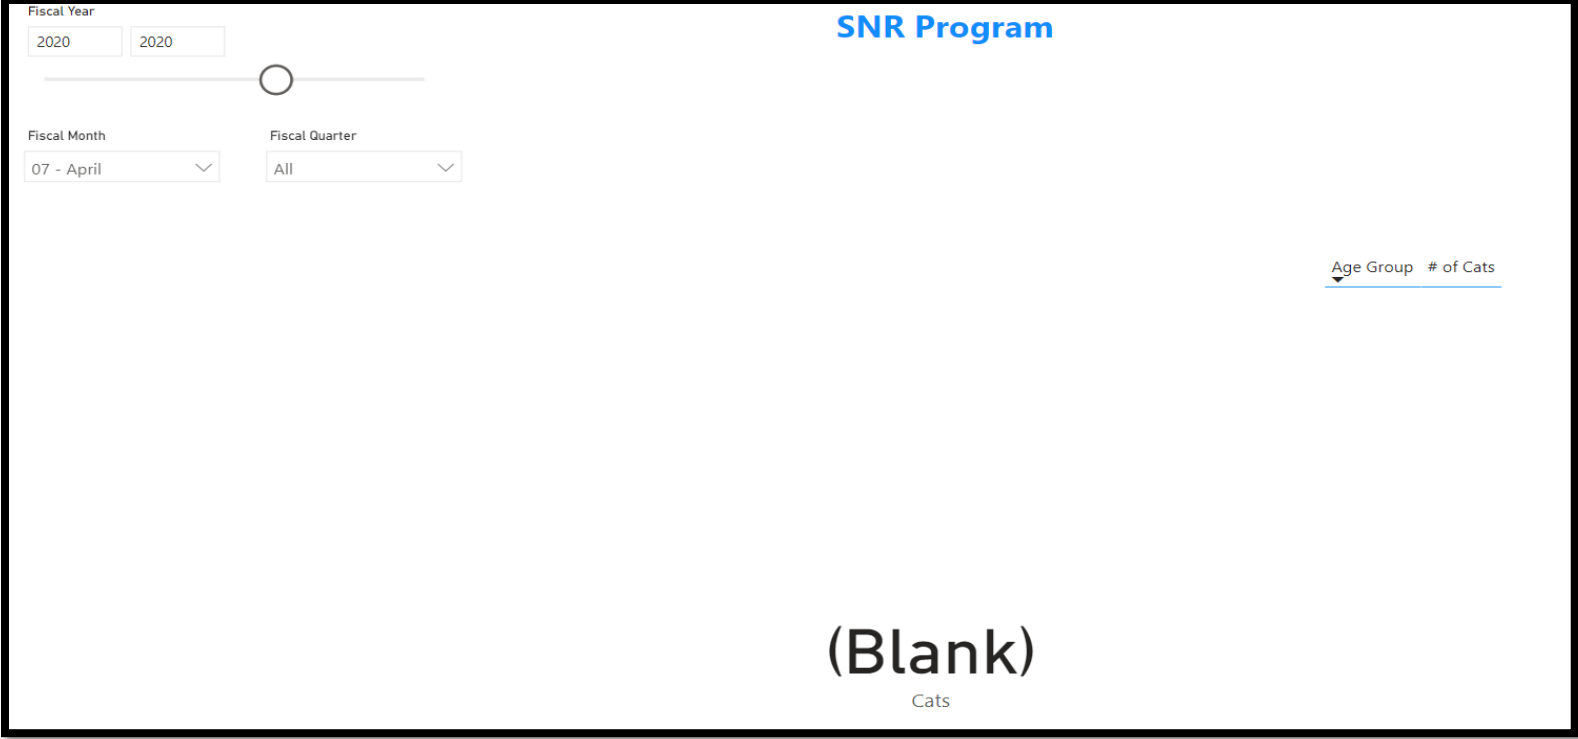 Fiscal Year
SNR Program
2020 2020
Fiscal Month Fiscal Quarter
07 - April All
Age Group # of Cats
(Blank)
Cats